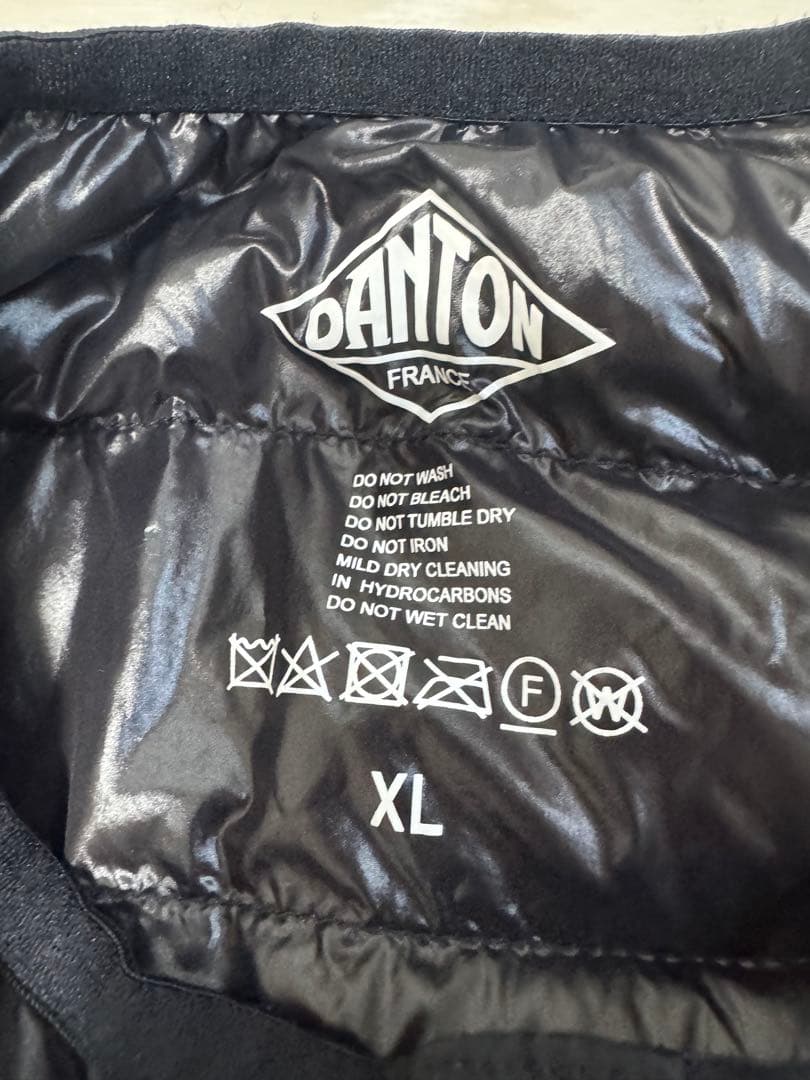 DANTON
FRANCE
DO NOT WASH
DO NOT BLEACH
DO NOT TUMBLE DRY
DO NOT IRON
MILD DRY CLEANING
IN HYDROCARBONS
DO NOT WET CLEAN
F W
XL